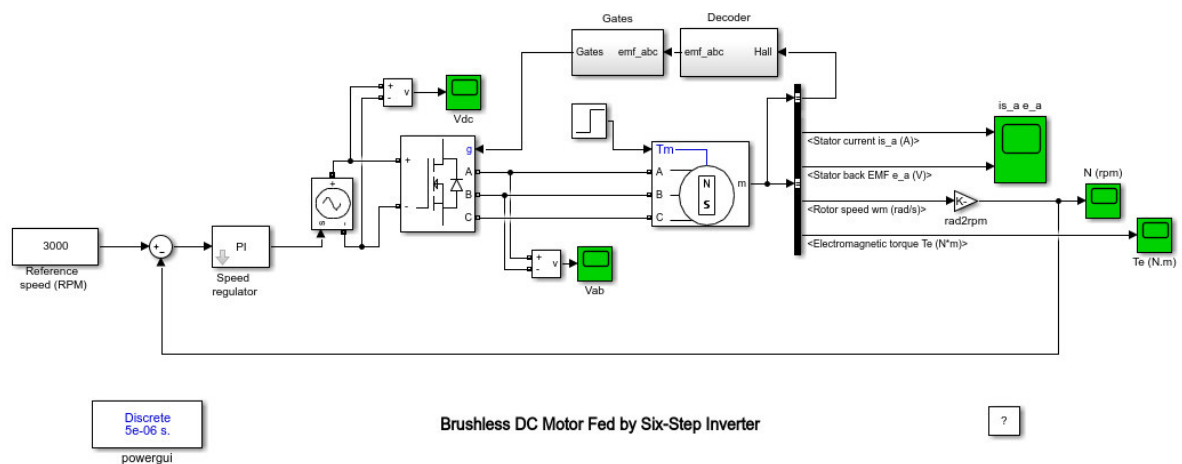 Gates
Decoder
Gates emf_abc
emf_abc Hall
+
-
v
Vdc
is_a e_a
g
+
-
A
B
C
Tm
A
B
C
N
S
m
<Stator current is_a (A)>
<Stator back EMF e_a (V)>
N (rpm)
<Rotor speed wm (rad/s)>
K-
rad2rpm
<Electromagnetic torque Te (N*m)>
Te (N.m)
+
s
-
3000
Reference
speed (RPM)
+
-
PI
Speed
regulator
+
-
v
Vab
Discrete
5e-06 s.
powergui
Brushless DC Motor Fed by Six-Step Inverter
?